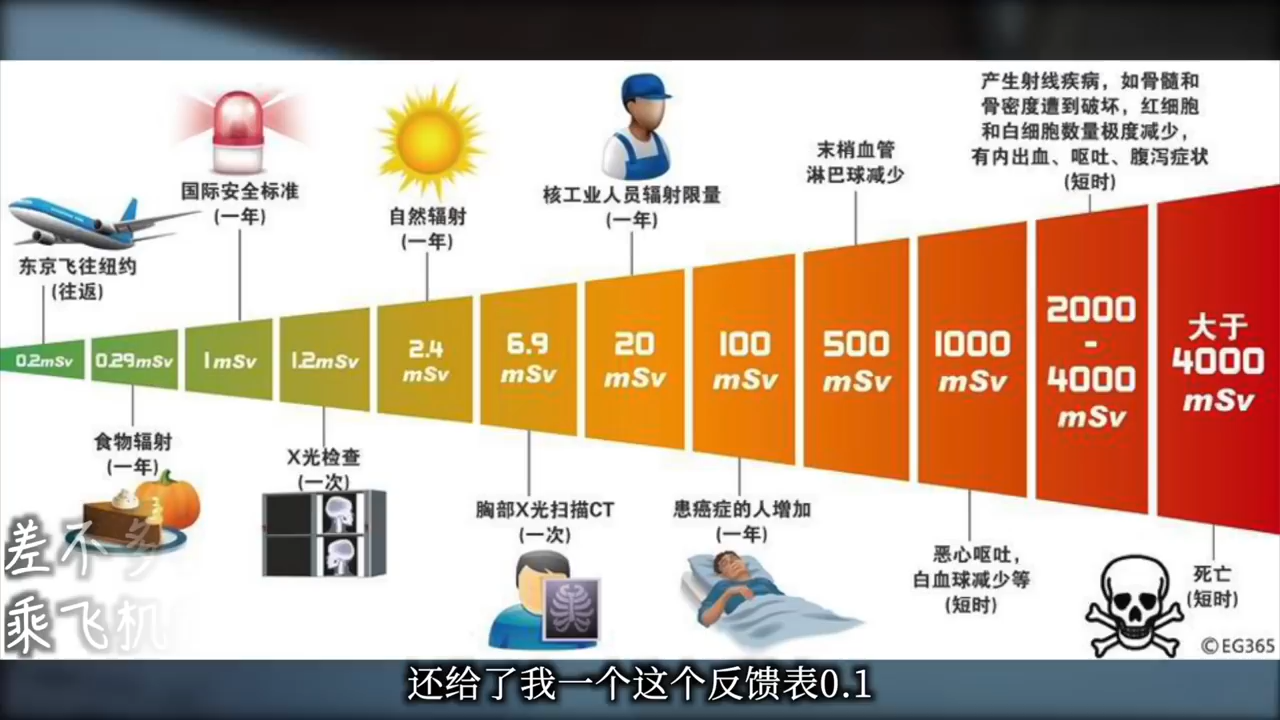 产生射线疾病，如骨髓和
骨密度遭到破坏，红细胞
和白细胞数量极度减少，
有内出血、呕吐、腹泻症状
(短时)
末梢血管
淋巴球减少
核工业人员辐射限量
(一年)
国际安全标准
(一年)
自然辐射
(一年)
东京飞往纽约
(往返)
0.2mSv
0.29mSv
1mSv
1.2mSv
2.4
mSv
6.9
mSv
20
mSv
100
mSv
500
mSv
1000
mSv
2000
-
4000
mSv
大于
4000
mSv
食物辐射
(一年)
X光检查
(一次)
胸部X光扫描CT
(一次)
患癌症的人增加
(一年)
恶心呕吐，
白血球减少等
(短时)
死亡
(短时)
©EG365
差不多
乘飞机
还给了我一个这个反馈表0.1